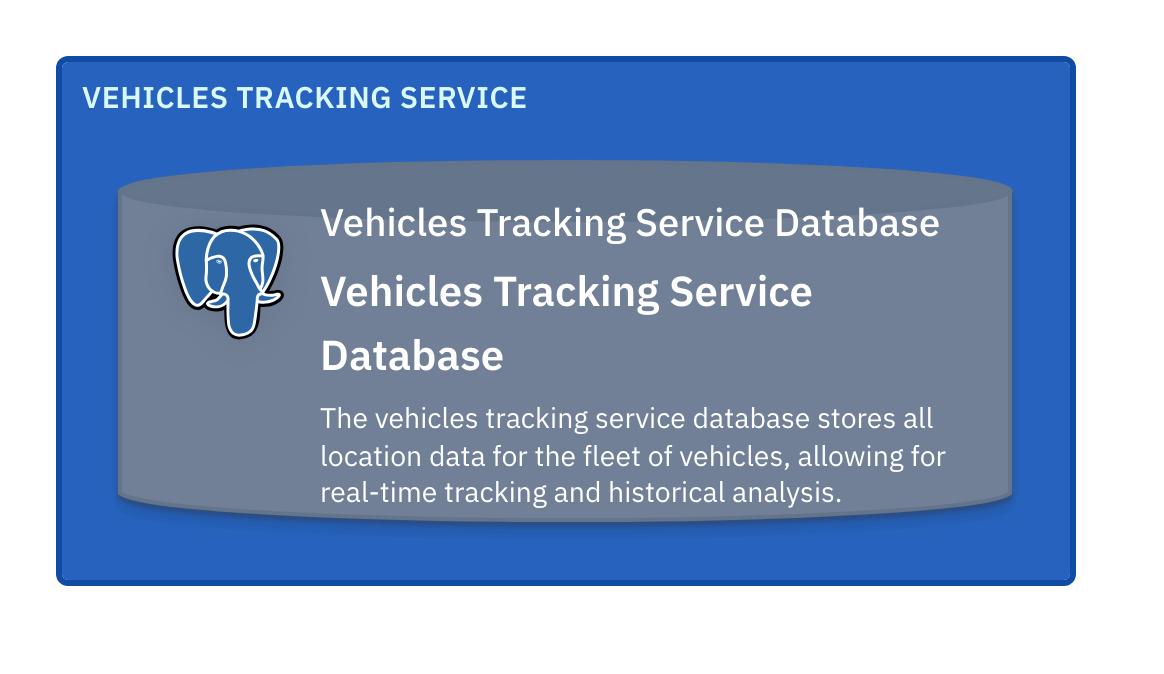 VEHICLES TRACKING SERVICE
Vehicles Tracking Service Database
Vehicles Tracking Service
Database
The vehicles tracking service database stores all
location data for the fleet of vehicles, allowing for
real-time tracking and historical analysis.